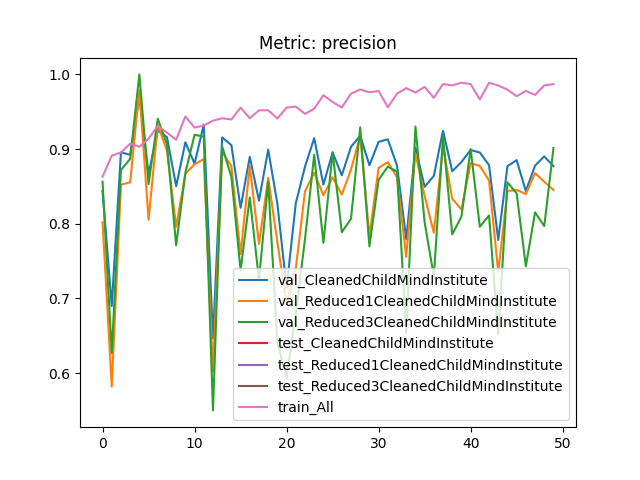 Metric: precision
1.0
0.9
0.8
0.7
0.6
val_CleanedChildMindInstitute
val_Reduced1CleanedChildMindInstitute
val_Reduced3CleanedChildMindInstitute
test_CleanedChildMindInstitute
test_Reduced1CleanedChildMindInstitute
test_Reduced3CleanedChildMindInstitute
train_All
0 10 20 30 40 50